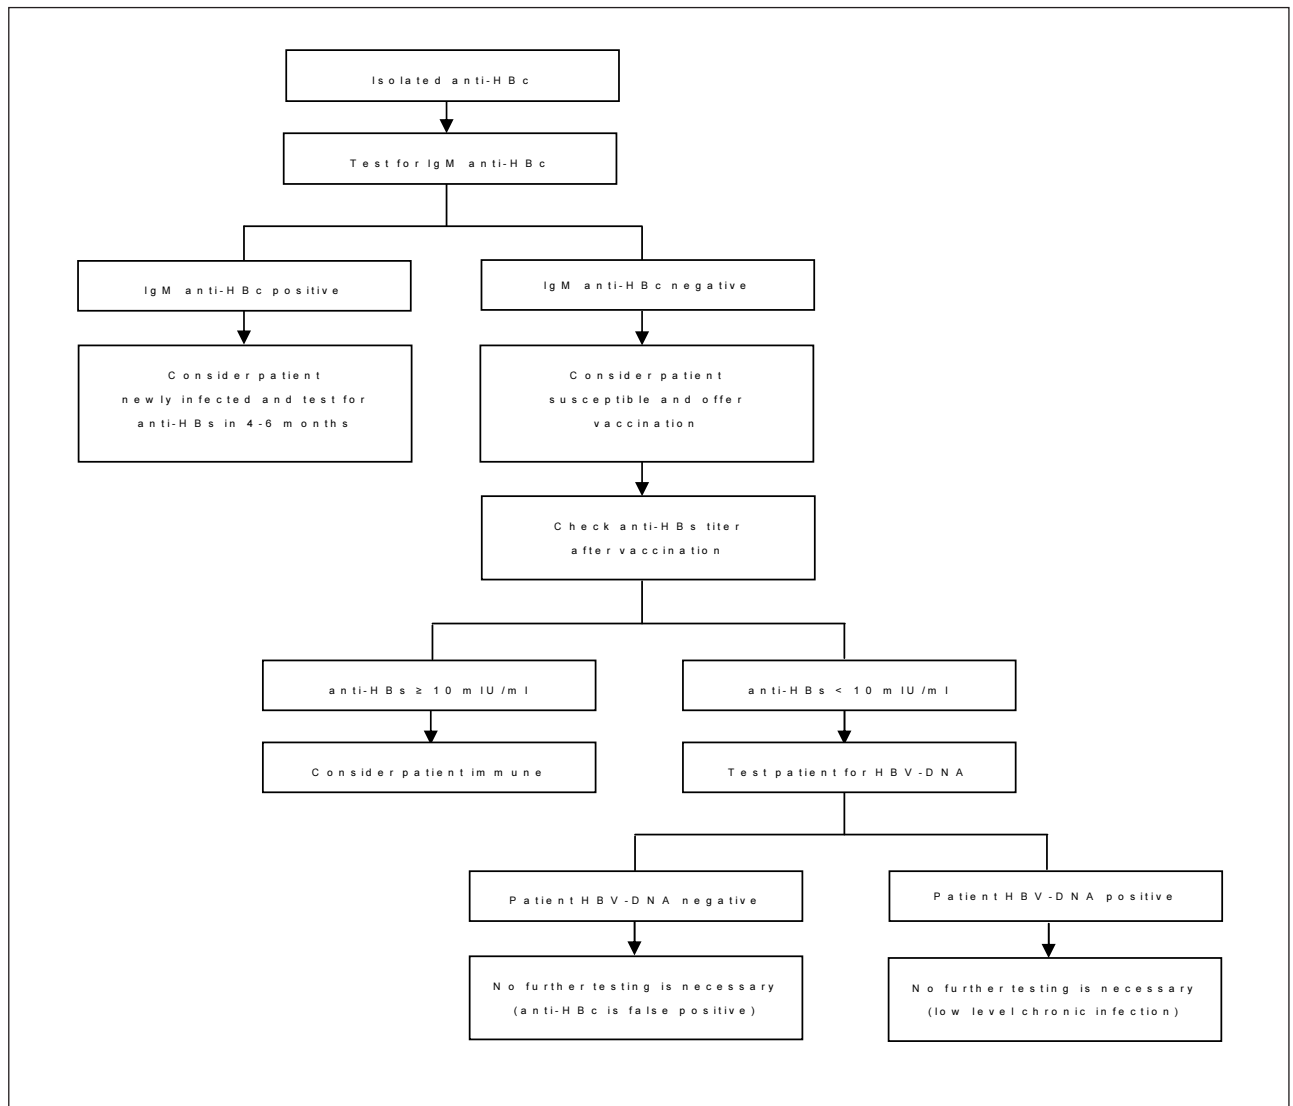 Isolated anti-HBc
Test for IgM anti-HBc
IgM anti-HBc positive
IgM anti-HBc negative
Consider patient
newly infected and test for
anti-HBs in 4-6 months
Consider patient
susceptible and offer
vaccination
Check anti-HBs titer
after vaccination
anti-HBs ≥ 10 mIU/ml
anti-HBs < 10 mIU/ml
Consider patient immune
Test patient for HBV-DNA
Patient HBV-DNA negative
Patient HBV-DNA positive
No further testing is necessary
(anti-HBc is false positive)
No further testing is necessary
(low level chronic infection)